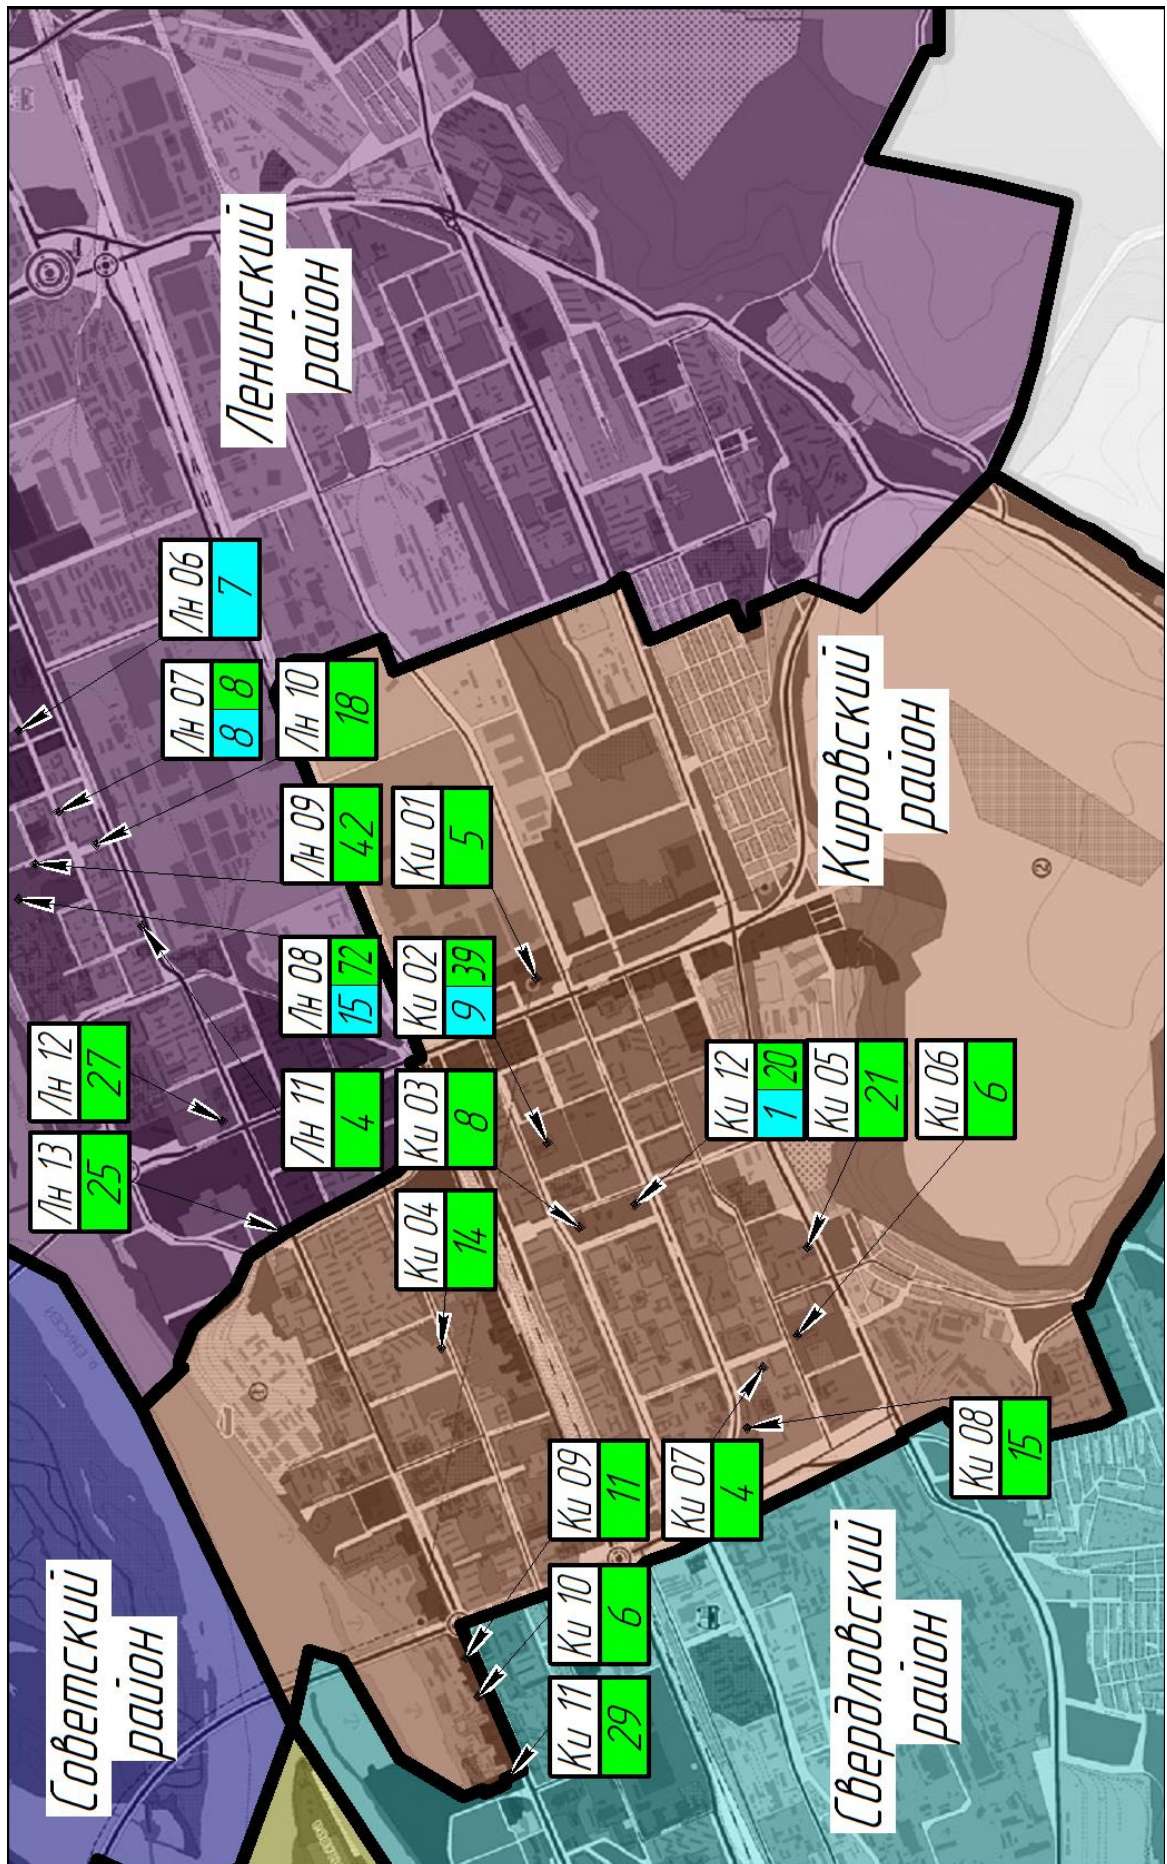 Советский
район
Ленинский
район
Кировский
район
Свердловский
район
Лн 13
25
Лн 12
27
Лн 06
7
Лн 07
8 8
Лн 10
18
Лн 09
42
Лн 08
15 72
Лн 11
4
Ки 01
5
Ки 02
9 39
Ки 03
8
Ки 04
14
Ки 12
1 20
Ки 05
21
Ки 06
6
Ки 09
11
Ки 07
4
Ки 08
15
Ки 10
6
Ки 11
29
р. ЕНИСЕЙ
1
2